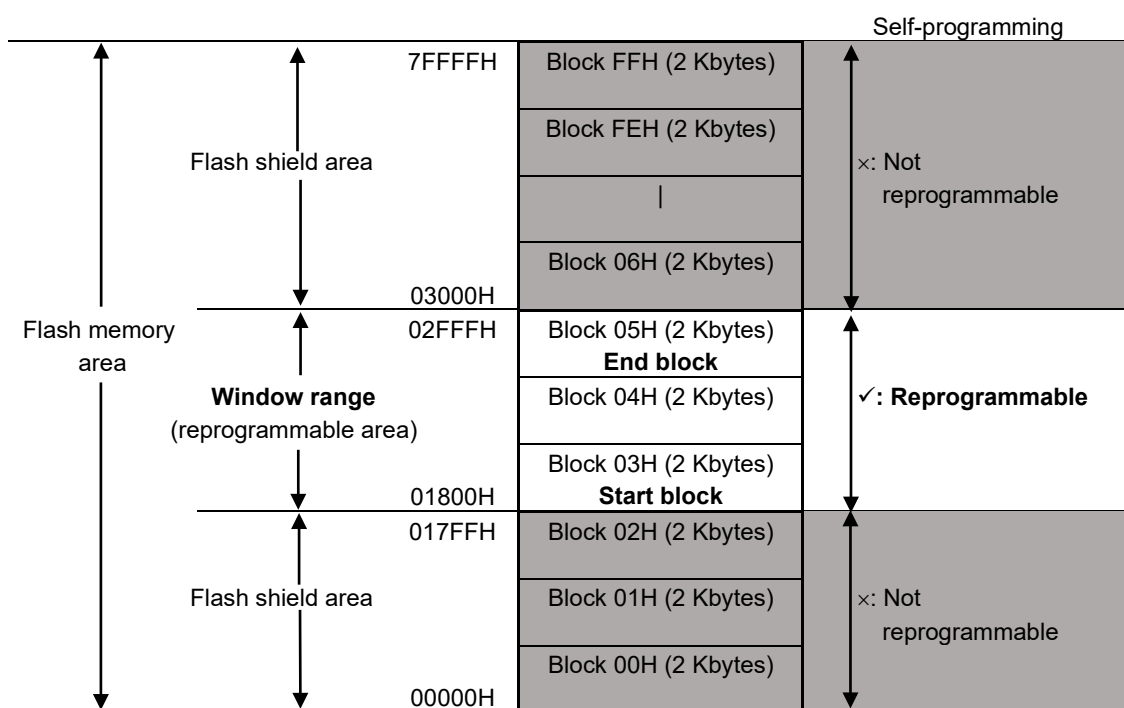 Self-programming
7FFFFH Block FFH (2 Kbytes)
Block FEH (2 Kbytes)
Flash shield area ×: Not
reprogrammable
|
Block 06H (2 Kbytes)
03000H
Flash memory
area
02FFFH Block 05H (2 Kbytes)
End block
Window range
(reprogrammable area)
Block 04H (2 Kbytes)
✓: Reprogrammable
Block 03H (2 Kbytes)
01800H Start block
017FFH Block 02H (2 Kbytes)
Flash shield area Block 01H (2 Kbytes) ×: Not
reprogrammable
Block 00H (2 Kbytes)
00000H